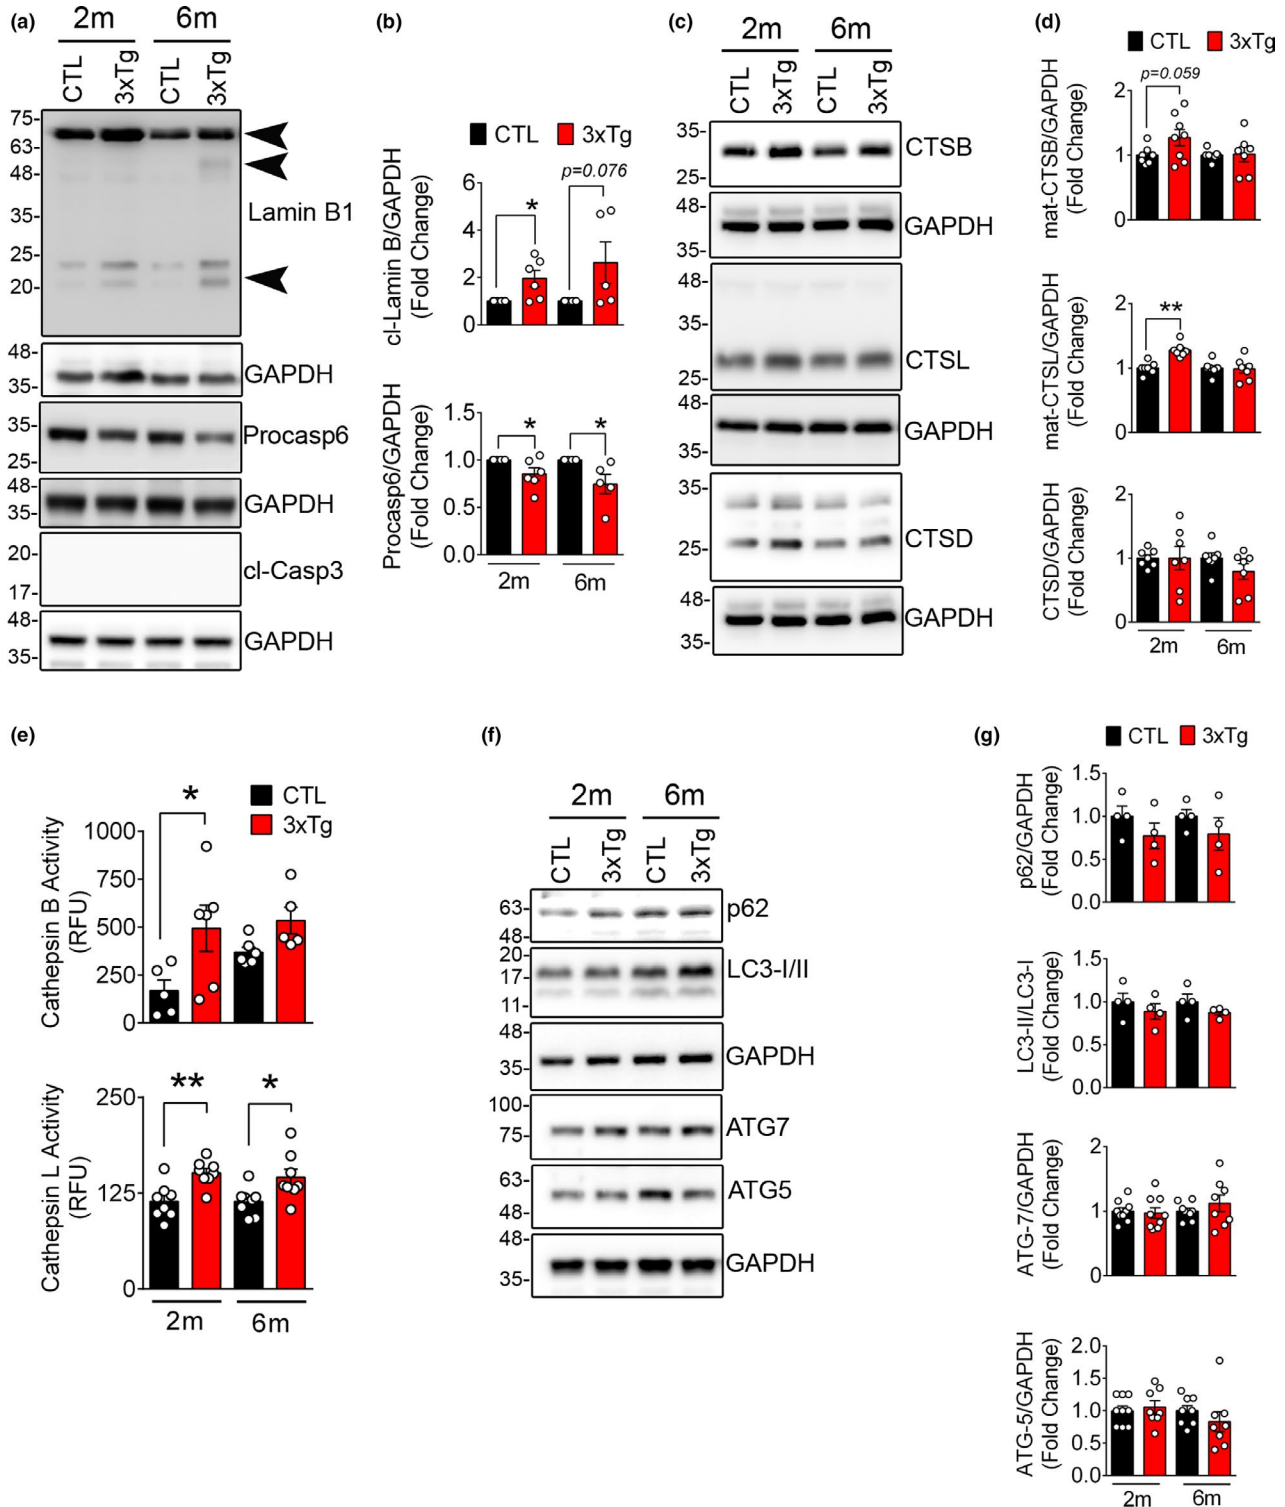 (a)
2m 6m
CTL 3xTg CTL 3xTg
75-
63-
48-
35-
25-
20-
Lamin B1
48-
35-
GAPDH
35-
25-
Procasp6
48-
35-
GAPDH
20-
17-
cl-Casp3
48-
35-
GAPDH
(b)
CTL 3xTg
cl-Lamin B/GAPDH
(Fold Change)
6
4
2
0
*
p=0.076
Procasp6/GAPDH
(Fold Change)
1.5
1.0
0.5
0.0
* *
2m 6m
(c)
2m 6m
CTL 3xTg CTL 3xTg
35-
25-
CTSB
48-
35-
GAPDH
48-
35-
25-
CTSL
48-
35-
GAPDH
35-
25-
CTSD
48-
35-
GAPDH
(d)
CTL 3xTg
mat-CTSB/GAPDH
(Fold Change)
2
1
0
p=0.059
mat-CTSL/GAPDH
(Fold Change)
2
1
0
**
CTSD/GAPDH
(Fold Change)
2
1
0
2m 6m
(e)
CTL
3xTg
Cathepsin B Activity
(RFU)
1000
750
500
250
0
*
Cathepsin L Activity
(RFU)
250
125
0
** *
2m 6m
(f)
2m 6m
CTL 3xTg CTL 3xTg
63-
48-
p62
20-
17-
11-
LC3-I/II
48-
35-
GAPDH
100-
75-
ATG7
63-
48-
ATG5
48-
35-
GAPDH
(g)
CTL 3xTg
p62/GAPDH
(Fold Change)
1.5
1.0
0.5
0.0
LC3-II/LC3-I
(Fold Change)
1.5
1.0
0.5
0.0
ATG-7/GAPDH
(Fold Change)
2
1
0
ATG-5/GAPDH
(Fold Change)
2.0
1.5
1.0
0.5
0.0
2m 6m